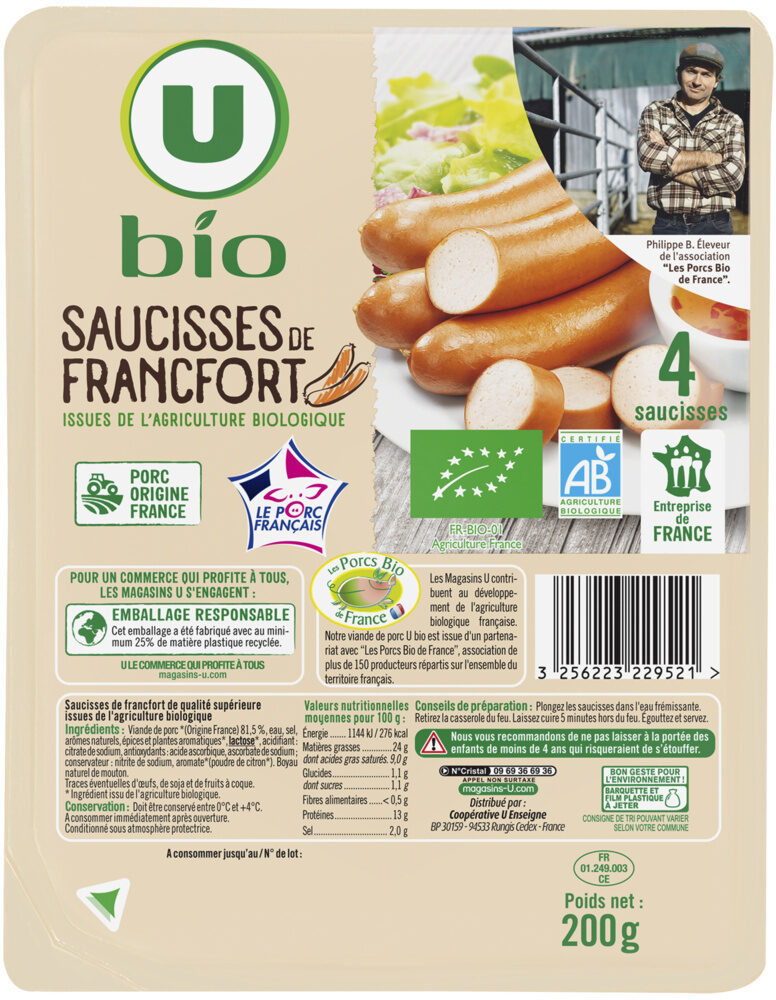 U
bio
SAUCISSES DE
FRANCFORT
ISSUES DE L'AGRICULTURE BIOLOGIQUE
Philippe B. Éleveur
de l'association
"Les Porcs Bio
de France".
4
saucisses
PORC
ORIGINE
FRANCE
LE PORC
FRANÇAIS
FR-BIO-01
Agriculture France
CERTIFIÉ
AB
AGRICULTURE
BIOLOGIQUE
Entreprise
de
FRANCE
POUR UN COMMERCE QUI PROFITE À TOUS,
LES MAGASINS U S'ENGAGENT :
EMBALLAGE RESPONSABLE
Cet emballage a été fabriqué avec au mini-
mum 25% de matière plastique recyclée.
U LE COMMERCE QUI PROFITE À TOUS
magasins-u.com
Les Porcs Bio
de France
Les Magasins U contri-
buent au développe-
ment de l'agriculture
biologique française.
Notre viande de porc U bio est issue d'un partena-
riat avec "Les Porcs Bio de France", association de
plus de 150 producteurs répartis sur l'ensemble du
territoire français.
3 256223 229521 >
Saucisses de francfort de qualité supérieure
issues de l'agriculture biologique
Ingrédients : Viande de porc*(Origine France) 81,5 %, eau, sel,
arômes naturels, épices et plantes aromatiques*, lactose*, acidifiant :
citrate de sodium, antioxydants : acide ascorbique, ascorbate de sodium ;
conservateur : nitrite de sodium, aromate*(poudre de citron*). Boyau
naturel de mouton.
Traces éventuelles d'œufs, de soja et de fruits à coque.
* Ingrédient issu de l'agriculture biologique.
Conservation : Doit être conservé entre 0°C et +4°C.
A consommer immédiatement après ouverture.
Conditionné sous atmosphère protectrice.
Valeurs nutritionnelles
moyennes pour 100 g :
Énergie ....... 1144 kJ / 276 kcal
Matières grasses ............. 24 g
dont acides gras saturés. 9,0 g
Glucides ....................... 1,1 g
dont sucres .................. 1,1 g
Fibres alimentaires ...... < 0,5 g
Protéines ...................... 13 g
Sel ............................... 2,0 g
Conseils de préparation : Plongez les saucisses dans l'eau frémissante.
Retirez la casserole du feu. Laissez cuire 5 minutes hors du feu. Égouttez et servez.
Nous vous recommandons de ne pas laisser à la portée des
enfants de moins de 4 ans qui risqueraient de s'étouffer.
N°Cristal 09 69 36 69 36
APPEL NON SURTAXE
magasins-U.com
Distribué par :
Coopérative U Enseigne
BP 30159 - 94533 Rungis Cedex - France
BON GESTE POUR
L'ENVIRONNEMENT !
BARQUETTE ET
FILM PLASTIQUE
À JETER
CONSIGNE DE TRI POUVANT VARIER
SELON VOTRE COMMUNE
A consommer jusqu'au / N° de lot :
FR
01.249.003
CE
Poids net :
200g